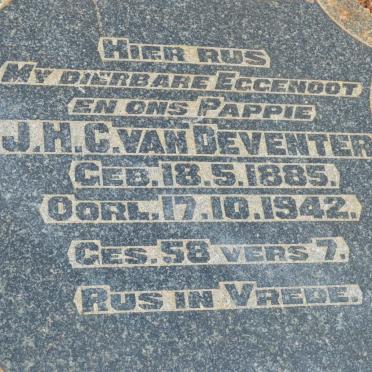 HIER RUS
MY DIERBARE EGGENOOT
EN ONS PAPPIE
J.H.C. VAN DEVENTER
GEB. 18.5.1885.
OORL. 17.10.1942.
GES. 58 VERS 7.
RUS IN VREDE.